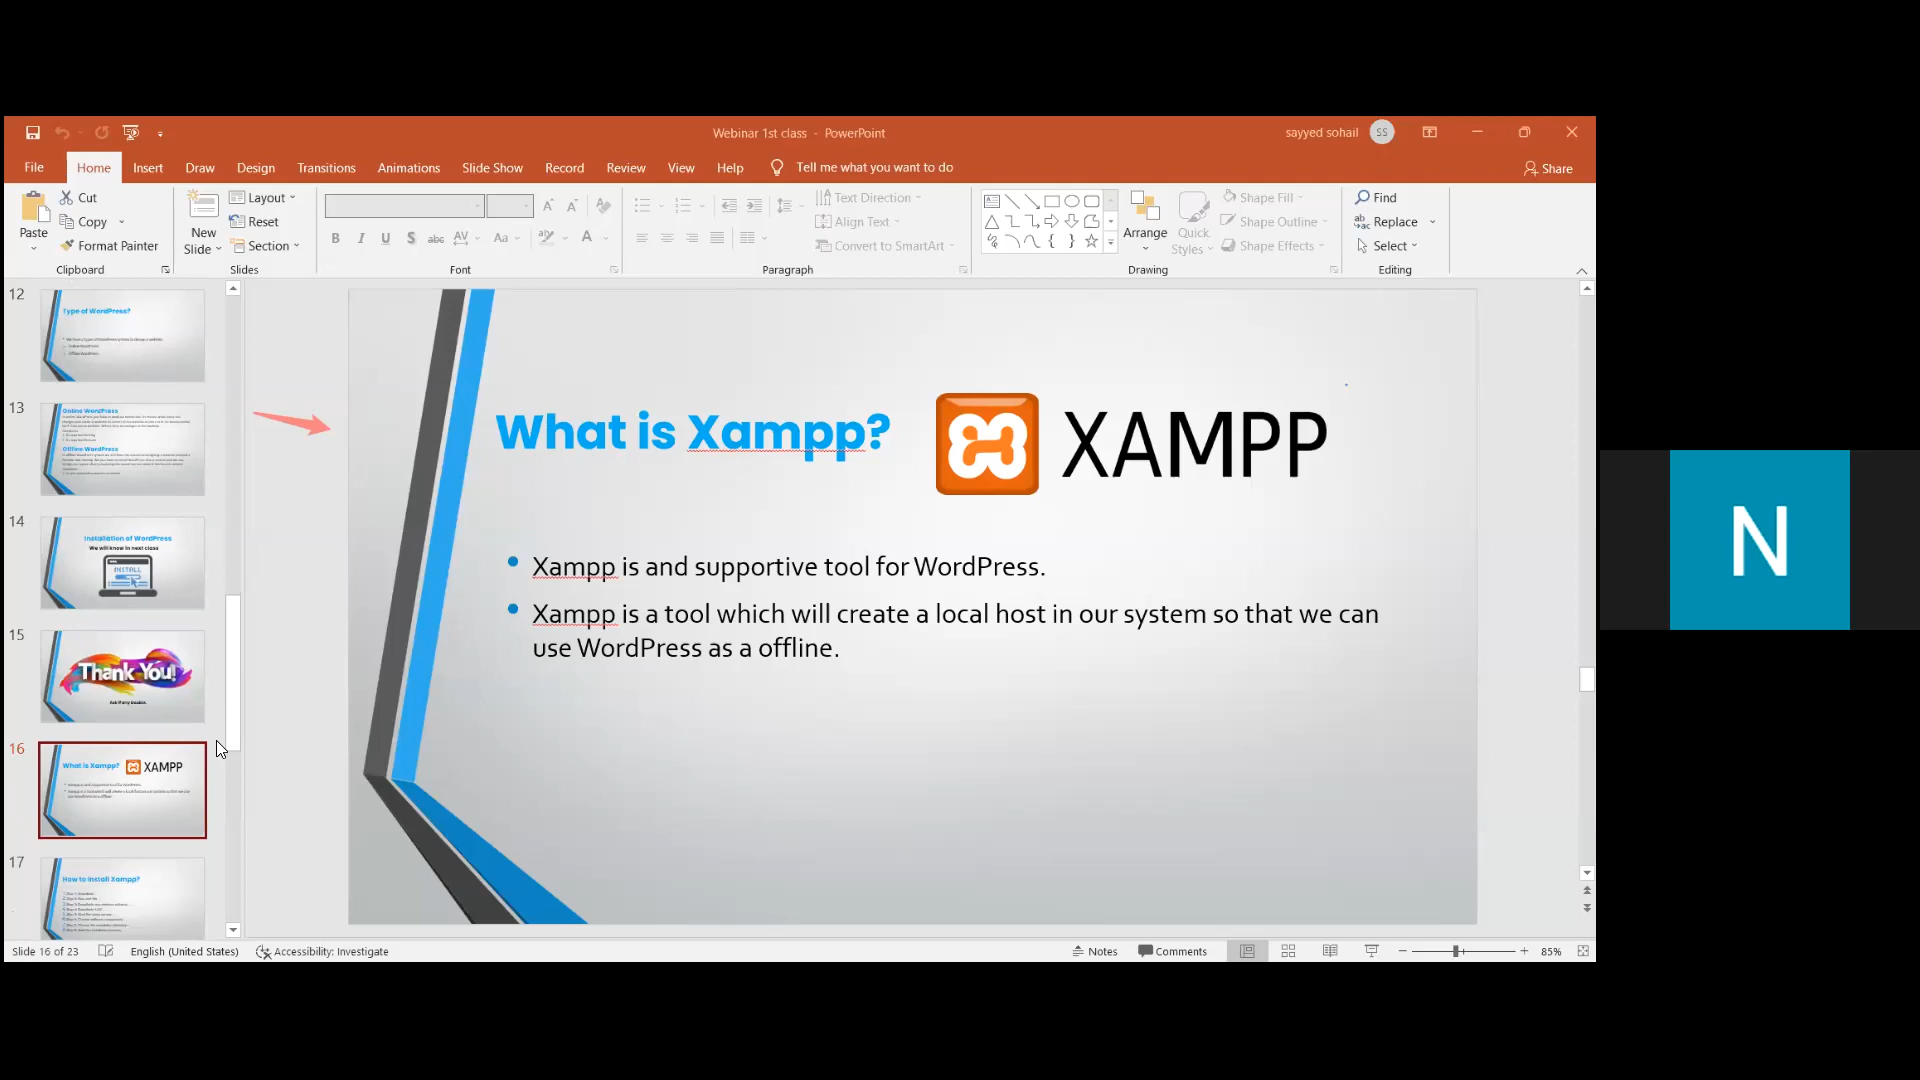 Webinar 1st class - PowerPoint
sayyed sohail SS
File Home Insert Draw Design Transitions Animations Slide Show Record Review View Help Tell me what you want to do Share
Paste Cut Copy Format Painter Clipboard
New Slide Layout Reset Section Slides
B I U S abc AV Aa A Font
Text Direction Align Text Convert to SmartArt Paragraph
Arrange Quick Styles Shape Fill Shape Outline Shape Effects Drawing
Find Replace Select Editing
12
Type of WordPress?
13
Online WordPress
Offline WordPress
14
Installation of WordPress
We will know in next class
INSTALL
15
Thank You!
16
What is Xampp? XAMPP
17
How to install Xampp?
What is Xampp?
XAMPP
Xampp is and supportive tool for WordPress.
Xampp is a tool which will create a local host in our system so that we can
use WordPress as a offline.
N
Slide 16 of 23 English (United States) Accessibility: Investigate Notes Comments 85%